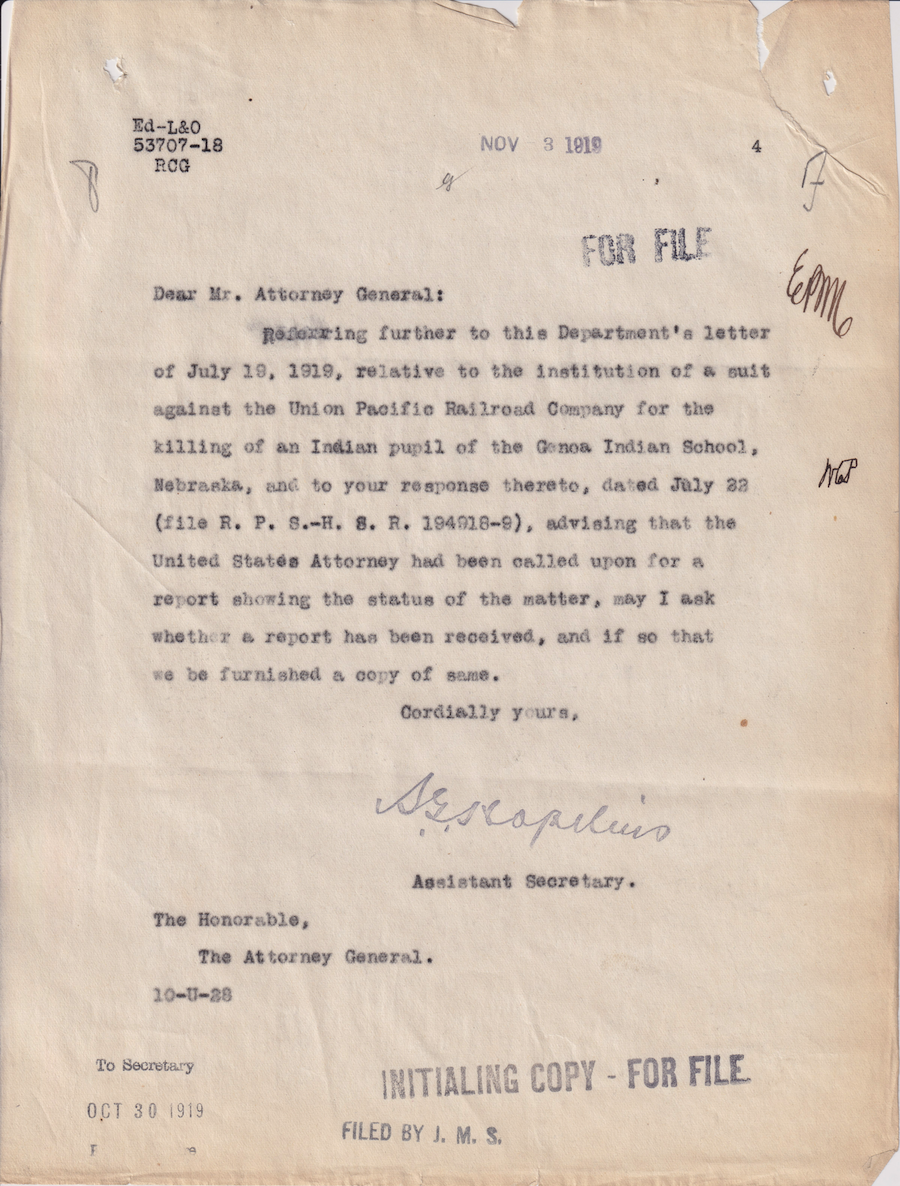 Ed-L&O
53707-18
RCG
NOV 3 1919
4
FOR FILE
EPM
Dear Mr. Attorney General:
Referring further to this Department's letter
of July 19, 1919, relative to the institution of a suit
against the Union Pacific Railroad Company for the
killing of an Indian pupil of the Genoa Indian School,
Nebraska, and to your response thereto, dated July 22
(file R. P. S.-H. S. R. 194918-9), advising that the
United States Attorney had been called upon for a
report showing the status of the matter, may I ask
whether a report has been received, and if so that
we be furnished a copy of same.
Cordially yours,
Assistant Secretary.
The Honorable,
The Attorney General.
10-U-28
To Secretary
OCT 30 1919
INITIALING COPY - FOR FILE
FILED BY J. M. S.